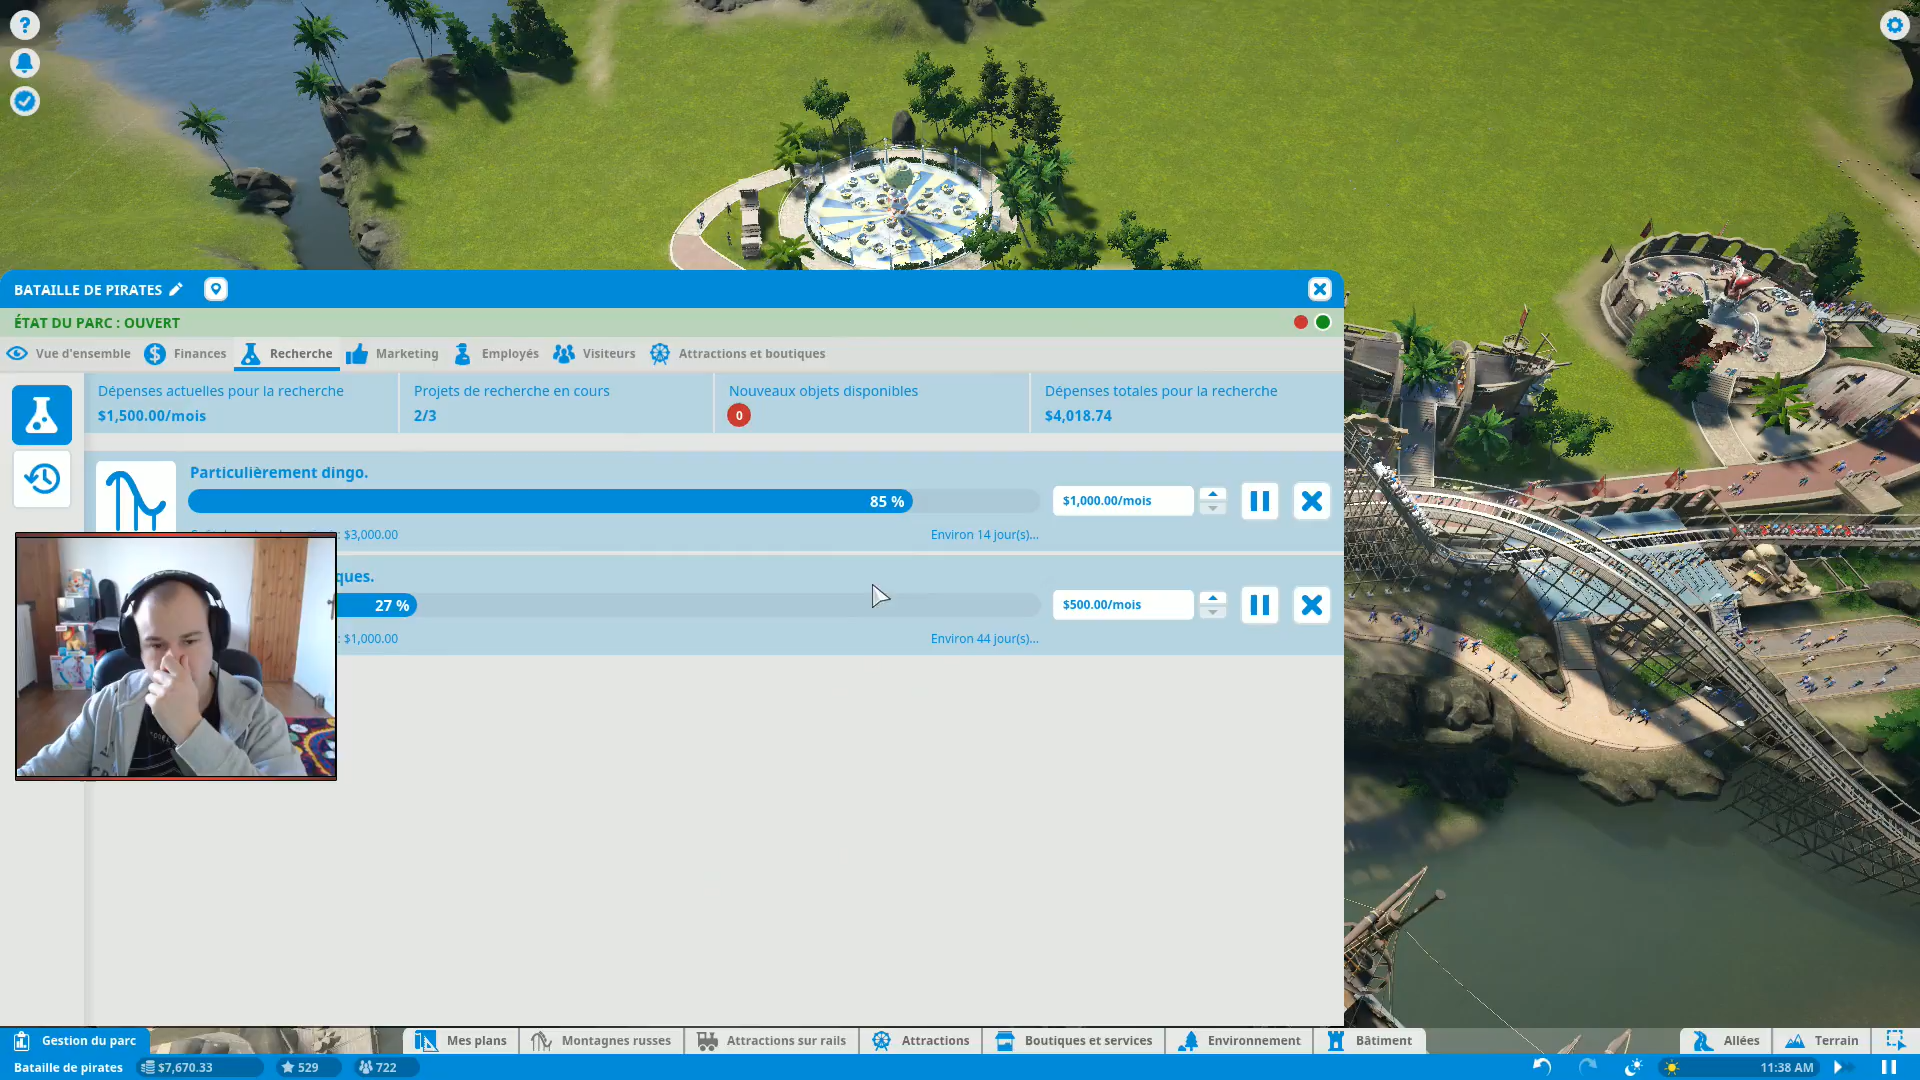 BATAILLE DE PIRATES
ÉTAT DU PARC : OUVERT
Vue d'ensemble
Finances
Recherche
Marketing
Employés
Visiteurs
Attractions et boutiques
Dépenses actuelles pour la recherche
$1,500.00/mois
Projets de recherche en cours
2/3
Nouveaux objets disponibles
0
Dépenses totales pour la recherche
$4,018.74
Particulièrement dingo.
85 %
$1,000.00/mois
: $3,000.00
Environ 14 jour(s)...
ques.
27 %
$500.00/mois
: $1,000.00
Environ 44 jour(s)...
Gestion du parc
Mes plans
Montagnes russes
Attractions sur rails
Attractions
Boutiques et services
Environnement
Bâtiment
Allées
Terrain
Bataille de pirates
$7,670.33
529
722
11:38 AM